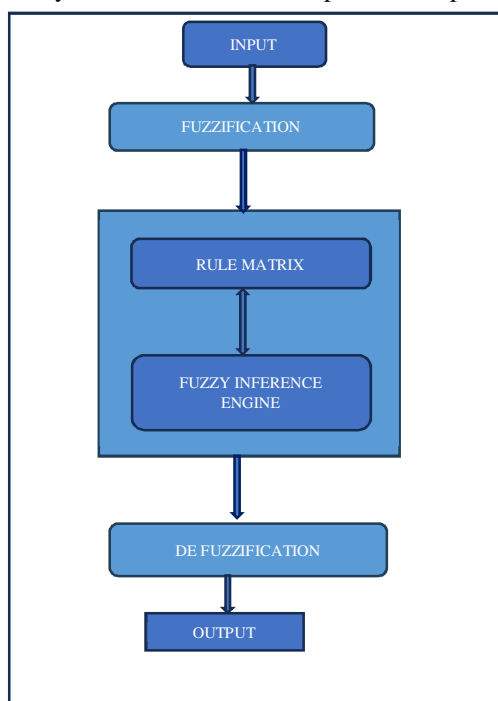 INPUT
FUZZIFICATION
RULE MATRIX
FUZZY INFERENCE
ENGINE
DE FUZZIFICATION
OUTPUT